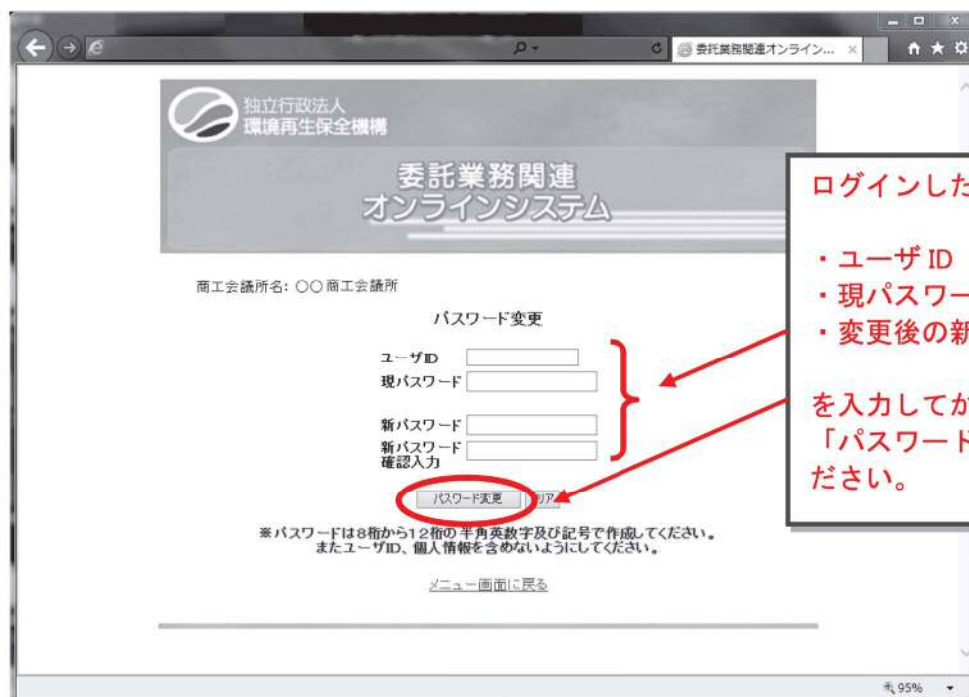 委託業務関連オンライン...
独立行政法人
環境再生保全機構
委託業務関連
オンラインシステム
商工会議所名：〇〇商工会議所
パスワード変更
ユーザID
現パスワード
新パスワード
新パスワード
確認入力
パスワード変更
※パスワードは8桁から12桁の半角英数字及び記号で作成してください。
またユーザID、個人情報を含めないようにしてください。
メニュー画面に戻る
ログインした
・ユーザID
・現パスワー
・変更後の新
を入力してか
「パスワード
ださい。
95%